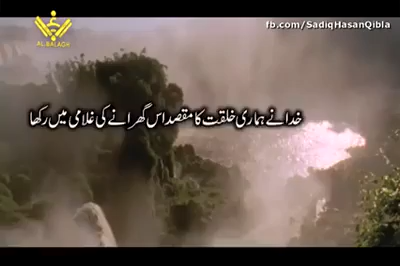 fb.com/SadiqHasanQibla
AL-BALAGH
خدا نے ہماری خلقت کا مقصد اس گھرانے کی غلامی میں رکھا